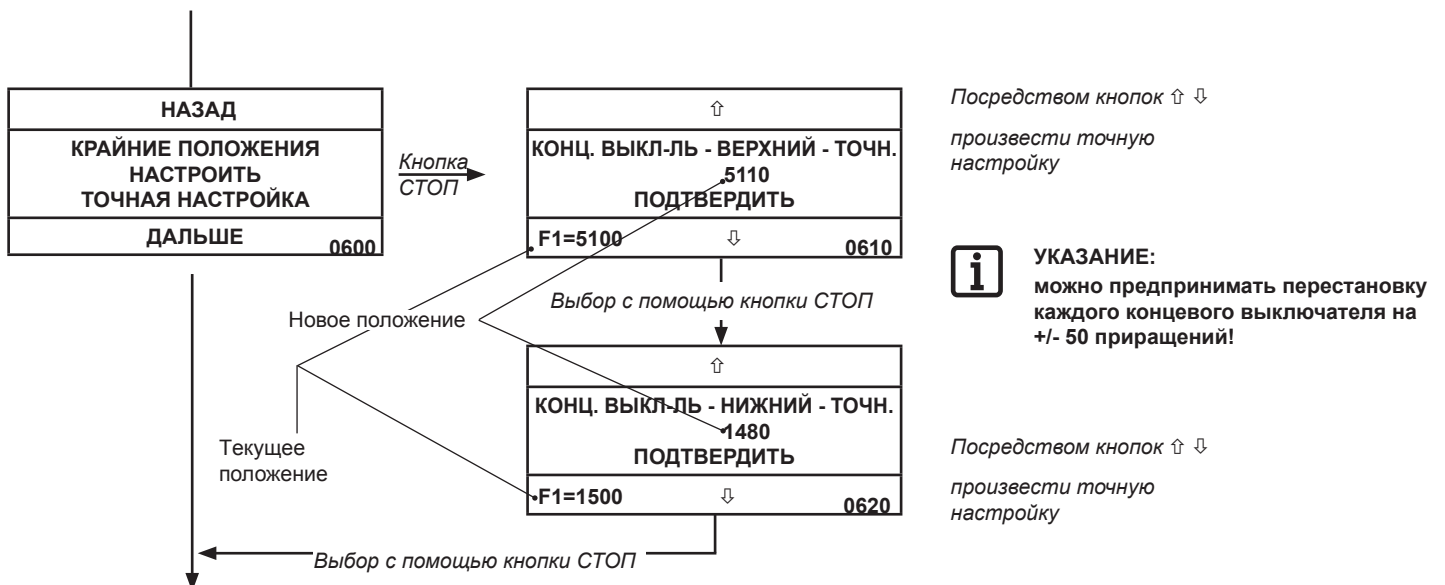 НАЗАД
КРАЙНИЕ ПОЛОЖЕНИЯ
НАСТРОИТЬ
ТОЧНАЯ НАСТРОЙКА
ДАЛЬШЕ
0600
Кнопка
СТОП
⇧
КОНЦ. ВЫКЛ-ЛЬ - ВЕРХНИЙ - ТОЧН.
5110
ПОДТВЕРДИТЬ
F1=5100 ⇩ 0610
Посредством кнопок ⇧ ⇩
произвести точную
настройку
УКАЗАНИЕ:
можно предпринимать перестановку
каждого концевого выключателя на
+/- 50 приращений!
Выбор с помощью кнопки СТОП
Новое положение
Текущее
положение
⇧
КОНЦ. ВЫКЛ-ЛЬ - НИЖНИЙ - ТОЧН.
1480
ПОДТВЕРДИТЬ
F1=1500 ⇩ 0620
Посредством кнопок ⇧ ⇩
произвести точную
настройку
Выбор с помощью кнопки СТОП